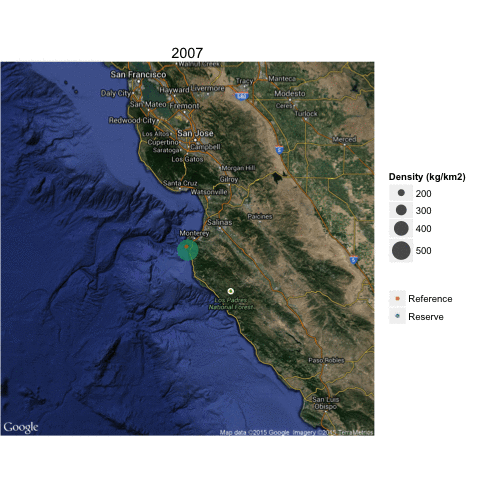 2007
Walnut Creek
San Francisco
Tracy
Manteca
Daly City
Hayward
Livermore
580
Modesto
San Mateo
Fremont
Ceres
Turlock
Redwood City
Los Altos
San Jose
Merced
Cupertino
Campbell
5
Saratoga
Los Gatos
Morgan Hill
Gilroy
Santa Cruz
Watsonville
Salinas
Paicines
Monterey
5
Los Padres
National Forest
Paso Robles
San Luis
Obispo
Google
Map data ©2015 Google Imagery ©2015 TerraMetrics
Density (kg/km2)
200
300
400
500
Reference
Reserve